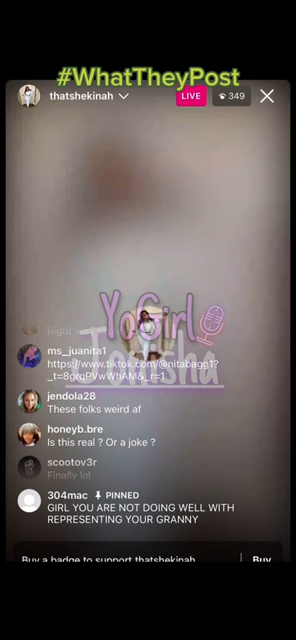 #WhatTheyPost
thatshekinah
LIVE
349
YoGirl
ms_juanita1
https://www.tiktok.com/@nitabagg1?
_t=8grqPVwWhAM&_r=1
jendola28
These folks weird af
honeyb.bre
Is this real ? Or a joke ?
scootov3r
Finally lol
304mac PINNED
GIRL YOU ARE NOT DOING WELL WITH
REPRESENTING YOUR GRANNY
Buy a badge to support thatshekinah
Buy